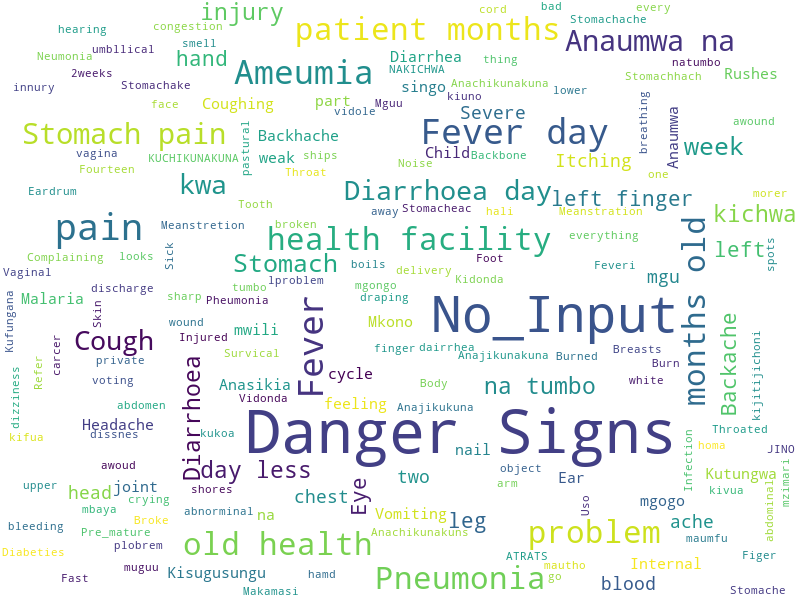 cord
bad
every
injury
congestion
patient months
Stomachache
hearing
Anaumwa na
smell
umbllical
Neumonia
hand
Diarrhea
thing
natumbo
Ameumia
NAKICHWA
Rushes
2weeks
Stomachhach
innury
Stomachake
singo
Anachikunakuna
lower
face
Coughing
part
Mguu
kiuno
breathing
vidole
Severe
awound
Stomach pain
pastural
Backhache
Fever day
Anaumwa
week
vagina
KUCHIKUNAKUNA
weak
ships
Child
Backbone
Itching
Fourteen
Throat
Noise
one
Eardrum
kwa
Diarrhoea day
left finger
morer
Tooth
away
Stomacheac
hali
Meanstration
kichwa
pain
Meanstretion
broken
health facility
everything
months old
left
spots
Sick
looks
Complaining
Stomach
boils
delivery
Foot
Feveri
Vaginal
tumbo
lproblem
Kidonda
mgu
discharge
sharp
mgongo
Malaria
Pheumonia
draping
Kufungana
Skin
Fever
No_Input
wound
mwili
Mkono
Backache
Cough
Injured
kijitijichoni
carcer
Survical
finger
dairrhea
Anajikunakuna
Burned
Breasts
private
Burn
dizziness
Refer
Diarrhoea
cycle
voting
Anasikia
Body
na tumbo
white
Vidonda
abdomen
feeling
Anajikukuna
Headache
Danger Signs
Throated
kifua
dissnes
kukoa
homa
nail
Infection
JINO
awoud
day less
object
two
Ear
Kutungwa
mzimari
upper
joint
shores
Eye
arm
kivua
head
crying
chest
Uso
mgogo
abdominal
mbaya
abnorminal
na
Vomiting
leg
bleeding
Broke
ache
Pre_mature
Anachikunakuns
problem
maumfu
plobrem
old health
Diabeties
ATRATS
Figer
muguu
mautho
Internal
Fast
Kisugusungu
hamd
Pneumonia
go
blood
Makamasi
Stomache